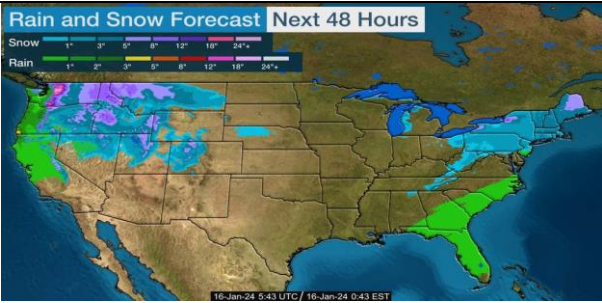 Rain and Snow Forecast Next 48 Hours
Snow
1" 3" 5" 8" 12" 18" 24"+
Rain
1" 2" 3" 5" 8" 12" 18" 24"+
16-Jan-24 5:43 UTC / 16-Jan-24 0:43 EST